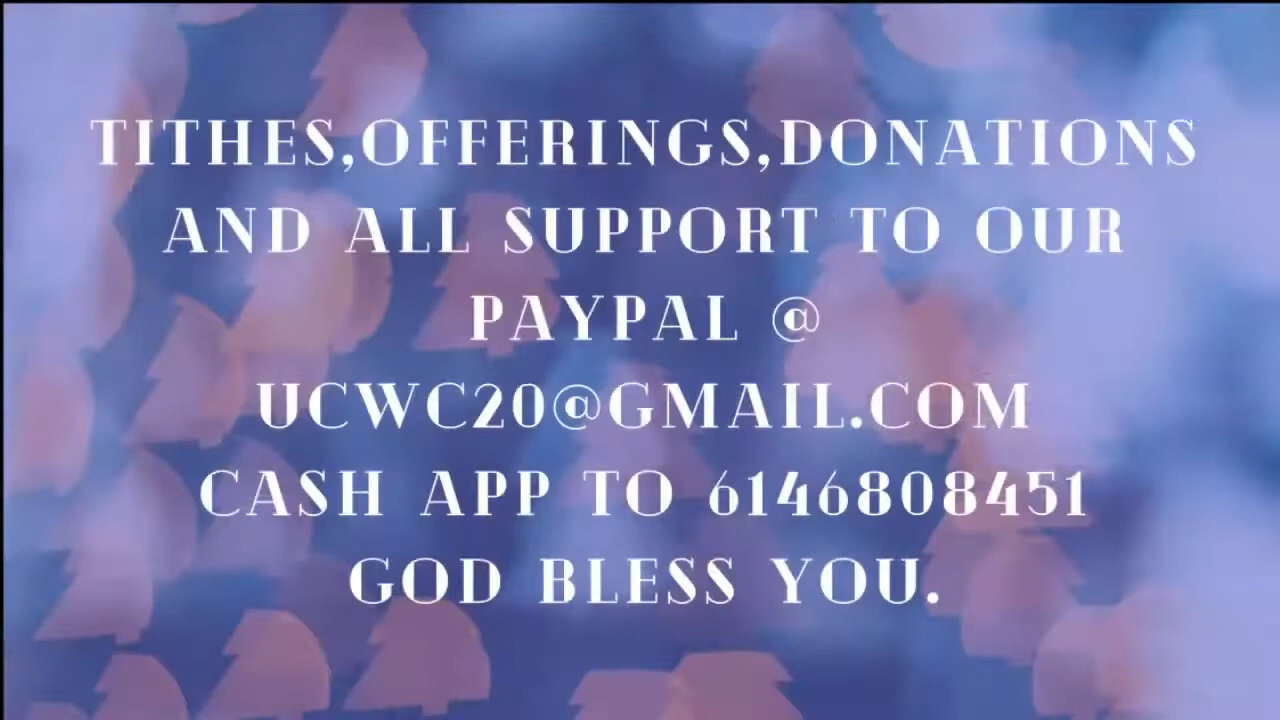 TITHES,OFFERINGS,DONATIONS
AND ALL SUPPORT TO OUR
PAYPAL @
UCWC20@GMAIL.COM
CASH APP TO 6146808451
GOD BLESS YOU.